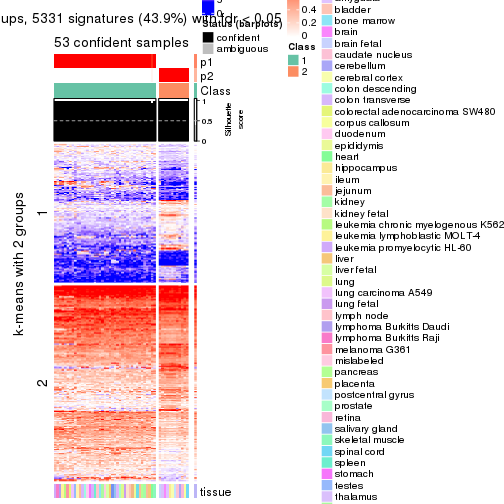 ups, 5331 signatures (43.9%) with fdr < 0.05
53 confident samples
p1
p2
Class
1
0.5
0
Silhouette
score
k-means with 2 groups
1
2
tissue
0
Status (barplots)
confident
ambiguous
0.4
0.2
0
Class
1
2
bladder
bone marrow
brain
brain fetal
caudate nucleus
cerebellum
cerebral cortex
colon descending
colon transverse
colorectal adenocarcinoma SW480
corpus callosum
duodenum
epididymis
heart
hippocampus
ileum
jejunum
kidney
kidney fetal
leukemia chronic myelogenous K562
leukemia lymphoblastic MOLT-4
leukemia promyelocytic HL-60
liver
liver fetal
lung
lung carcinoma A549
lung fetal
lymph node
lymphoma Burkitts Daudi
lymphoma Burkitts Raji
melanoma G361
mislabeled
pancreas
placenta
postcentral gyrus
prostate
retina
salivary gland
skeletal muscle
spinal cord
spleen
stomach
testes
thalamus